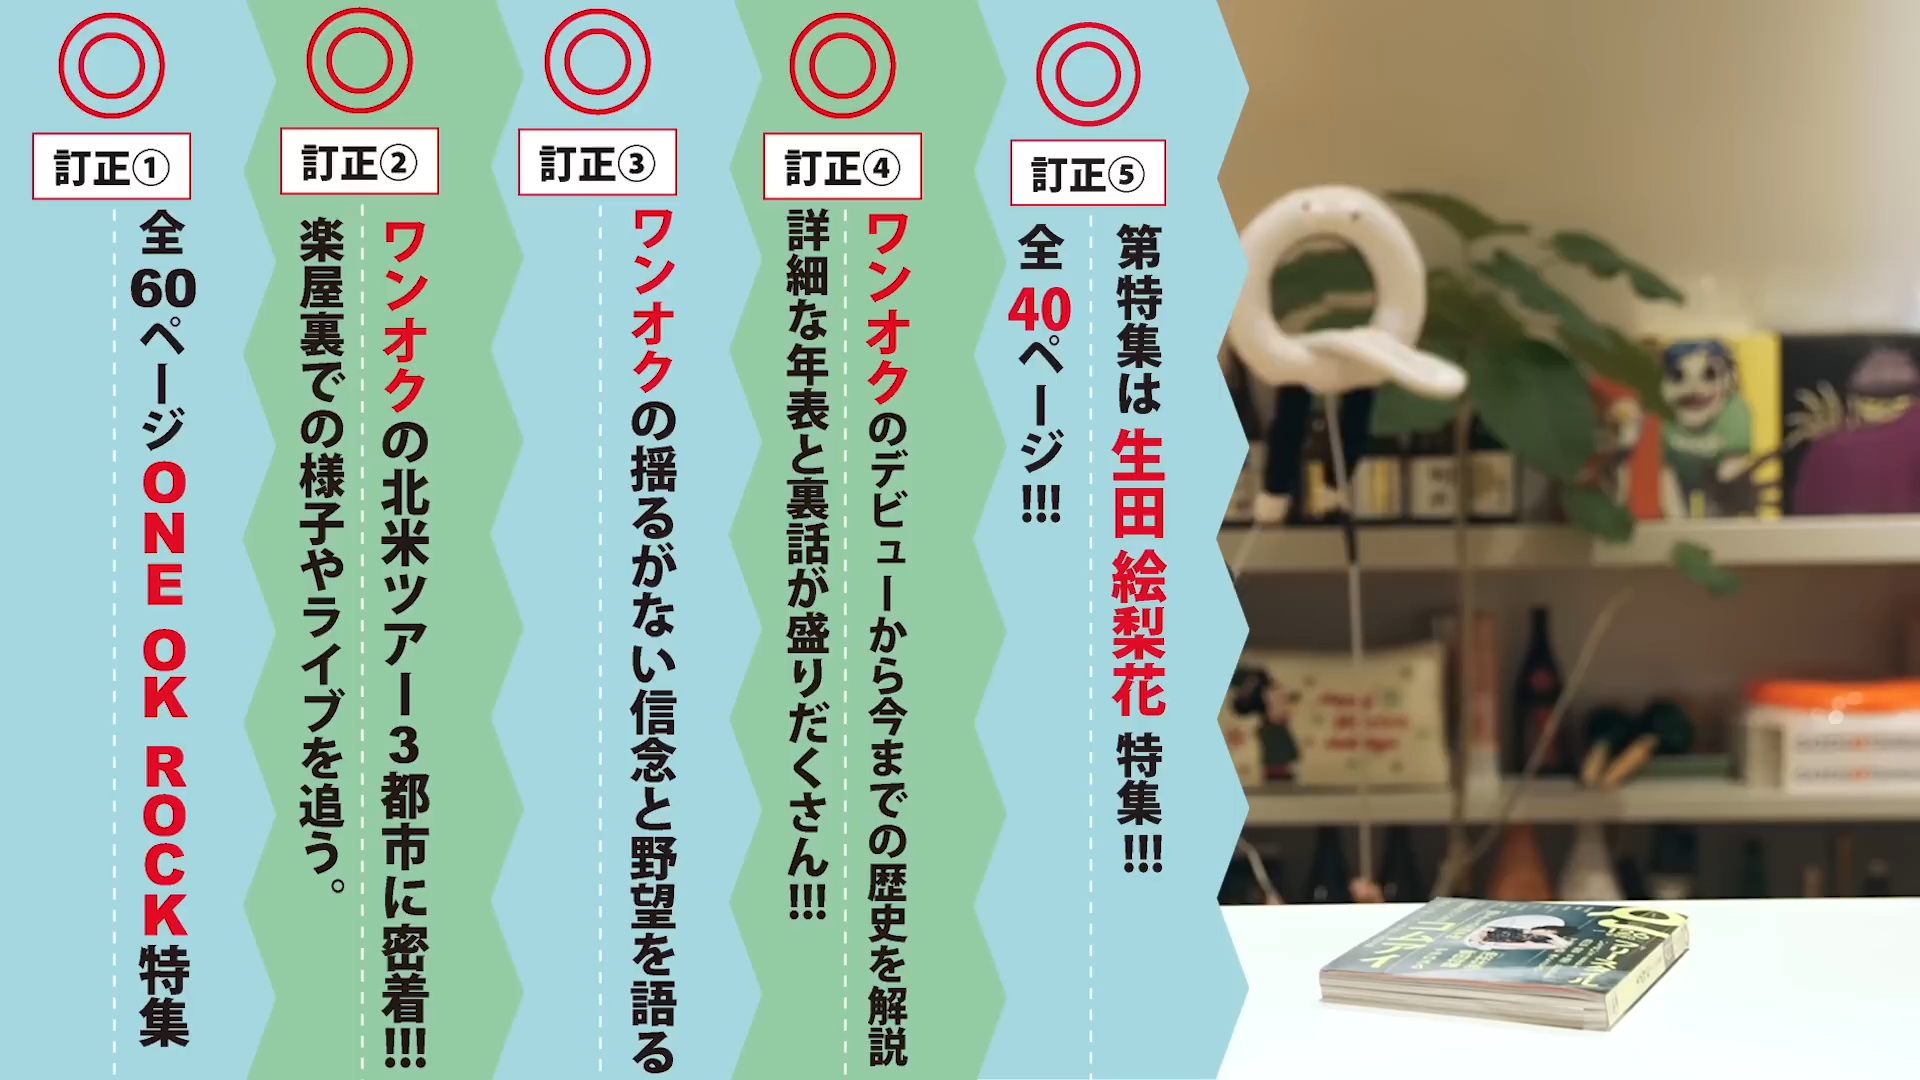 訂正①
全60ページONE OK ROCK特集
訂正②
ワンオクの北米ツアー3都市に密着!!!
楽屋裏での様子やライブを追う。
訂正③
ワンオクの揺るがない信念と野望を語る
訂正④
ワンオクのデビューから今までの歴史を解説
詳細な年表と裏話が盛りだくさん!!!
訂正⑤
第特集は 生田 絵梨花 特集!!!
全40ページ!!!